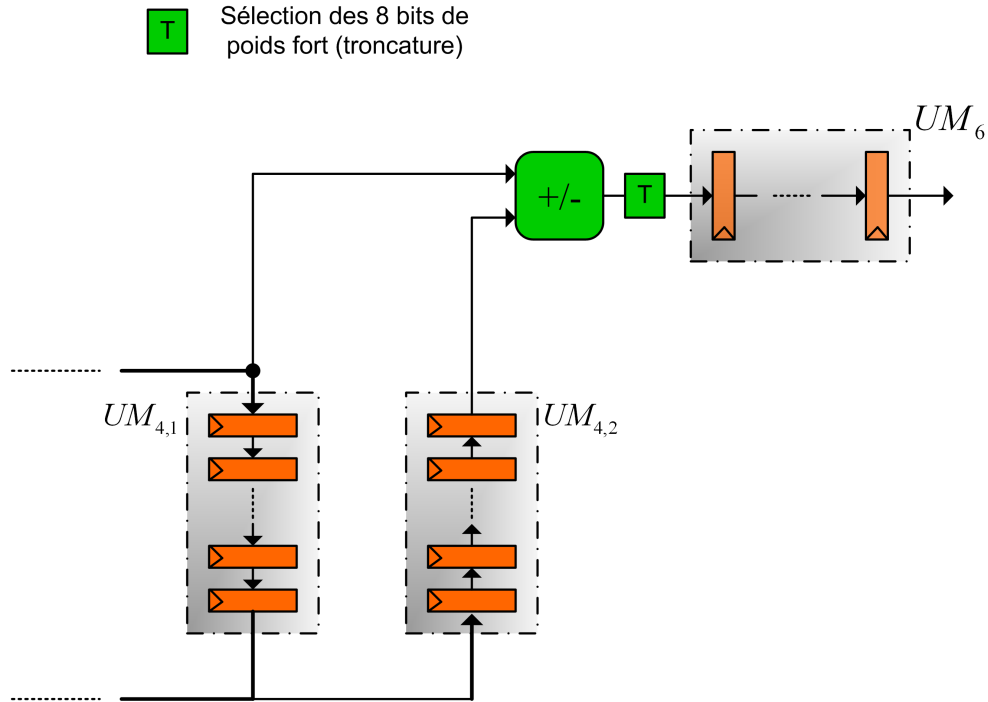 T
Sélection des 8 bits de
poids fort (troncature)
UM6
+/-
T
UM4,1
UM4,2